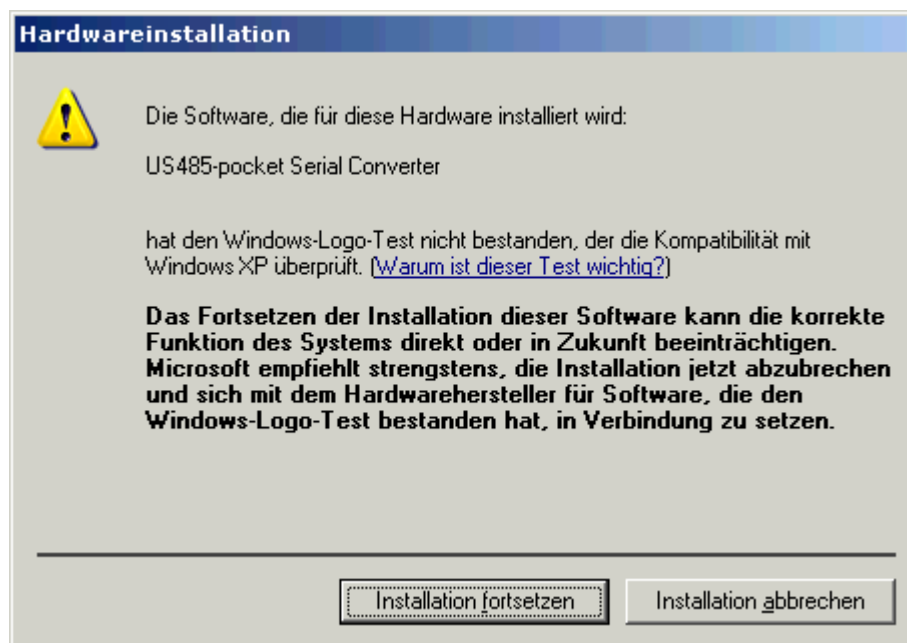 Hardwareinstallation
Die Software, die für diese Hardware installiert wird:
US485-pocket Serial Converter
hat den Windows-Logo-Test nicht bestanden, der die Kompatibilität mit
Windows XP überprüft. (Warum ist dieser Test wichtig?)
Das Fortsetzen der Installation dieser Software kann die korrekte
Funktion des Systems direkt oder in Zukunft beeinträchtigen.
Microsoft empfiehlt strengstens, die Installation jetzt abzubrechen
und sich mit dem Hardwarehersteller für Software, die den
Windows-Logo-Test bestanden hat, in Verbindung zu setzen.
Installation fortsetzen
Installation abbrechen